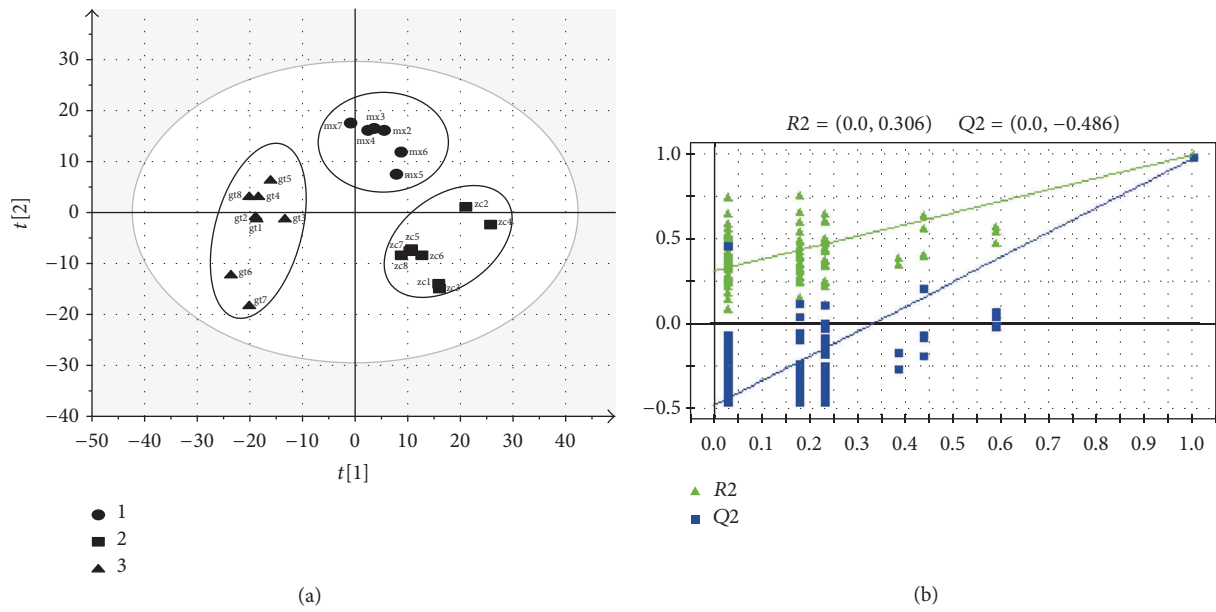 30
20
10
0
−10
−20
−30
−40
t[2]
−50 −40 −30 −20 −10 0 10 20 30 40
t[1]
mx7
mx3
mx4
mx2
mx6
mx5
gt5
gt8
gt4
gt2
gt1
gt3
gt6
gt7
zc2
zc4
zc5
zc7
zc6
zc8
zc1
zc3
1
2
3
(a)
R2 = (0.0, 0.306) Q2 = (0.0, −0.486)
1.0
0.5
0.0
−0.5
0.0 0.1 0.2 0.3 0.4 0.5 0.6 0.7 0.8 0.9 1.0
R2
Q2
(b)